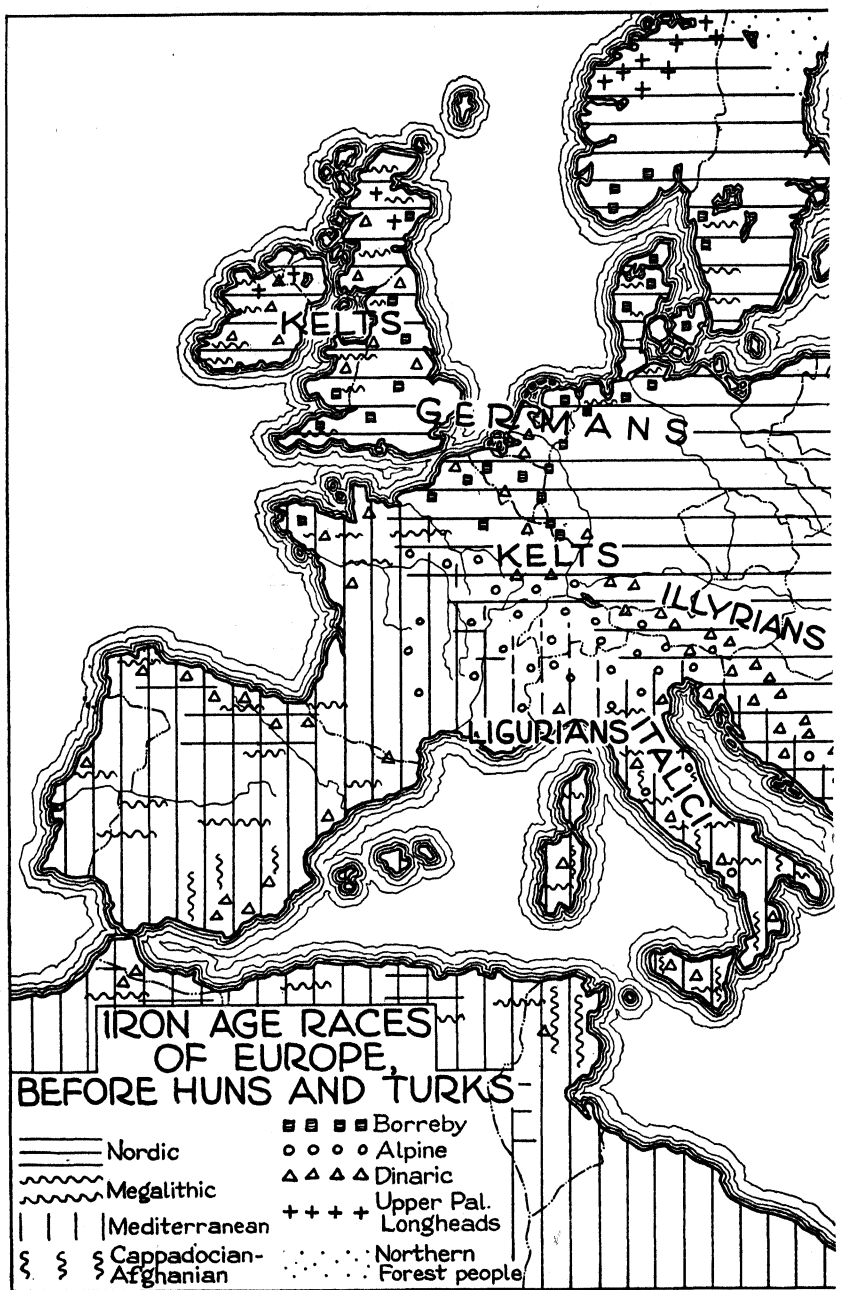 KELTS
GERMANS
KELTS
ILLYRIANS
LIGURIANS
ITALICI
IRON AGE RACES
OF EUROPE,
BEFORE HUNS AND TURKS
Nordic
Megalithic
Mediterranean
Cappadocian-
Afghanian
Borreby
Alpine
Dinaric
Upper Pal.
Longheads
Northern
Forest people